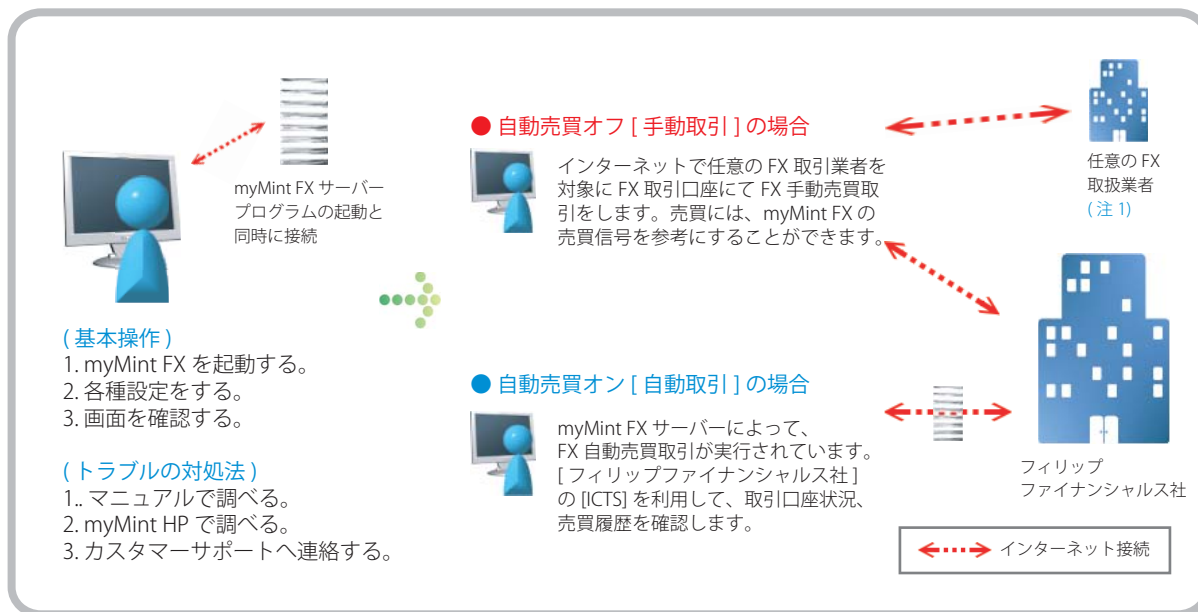 myMint FX サーバー
プログラムの起動と
同時に接続
( 基本操作 )
1. myMint FX を起動する。
2. 各種設定をする。
3. 画面を確認する。
( トラブルの対処法 )
1.. マニュアルで調べる。
2. myMint HP で調べる。
3. カスタマーサポートへ連絡する。
● 自動売買オフ [ 手動取引 ] の場合
インターネットで任意の FX 取引業者を
対象に FX 取引口座にて FX 手動売買取
引をします。売買には、myMint FX の
売買信号を参考にすることができます。
● 自動売買オン [ 自動取引 ] の場合
myMint FX サーバーによって、
FX 自動売買取引が実行されています。
[ フィリップファイナンシャルス社 ]
の [ICTS] を利用して、取引口座状況、
売買履歴を確認します。
任意の FX
取扱業者
( 注 1)
フィリップ
ファイナンシャルス社
インターネット接続